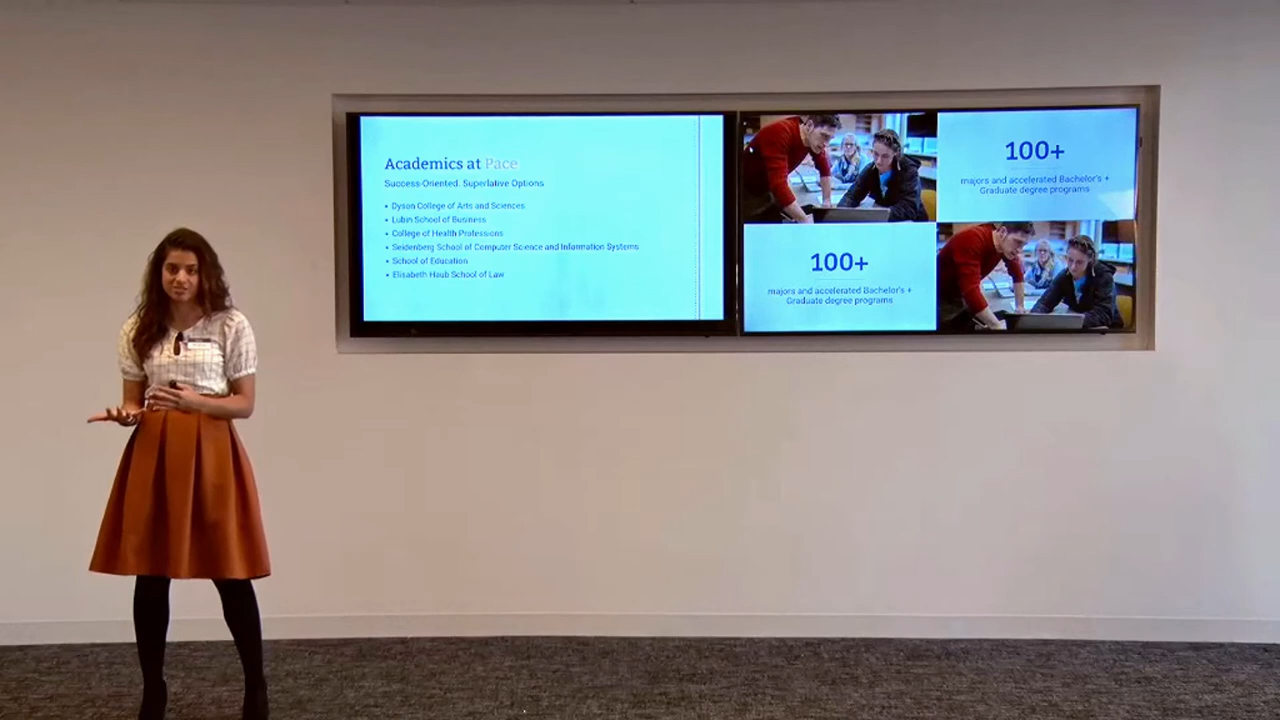 Academics at Pace
Success-Oriented. Superlative Options
• Dyson College of Arts and Sciences
• Lubin School of Business
• College of Health Professions
• Seidenberg School of Computer Science and Information Systems
• School of Education
• Elisabeth Haub School of Law
100+
majors and accelerated Bachelor's +
Graduate degree programs
100+
majors and accelerated Bachelor's +
Graduate degree programs